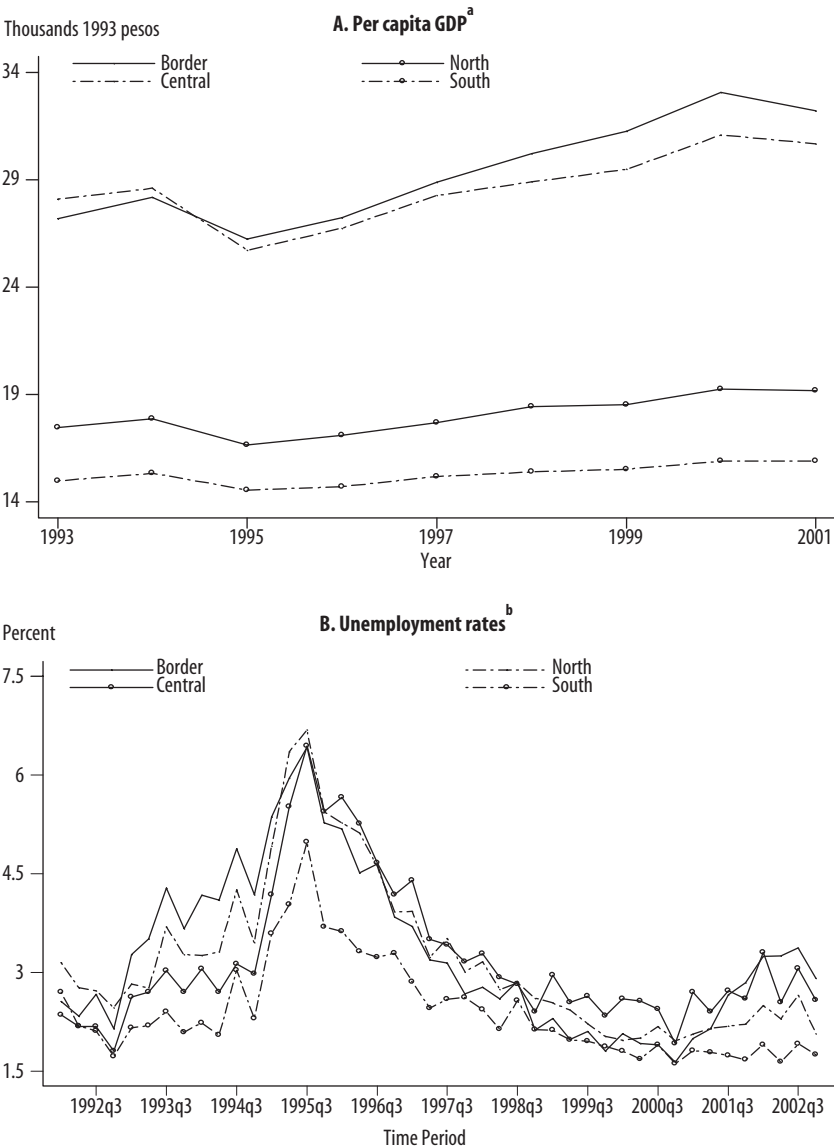 A. Per capita GDPa
Thousands 1993 pesos
Border North
Central South
34
29
24
19
14
1993 1995 1997 1999 2001
Year
B. Unemployment ratesb
Percent
Border North
Central South
7.5
6
4.5
3
1.5
1992q3 1993q3 1994q3 1995q3 1996q3 1997q3 1998q3 1999q3 2000q3 2001q3 2002q3
Time Period